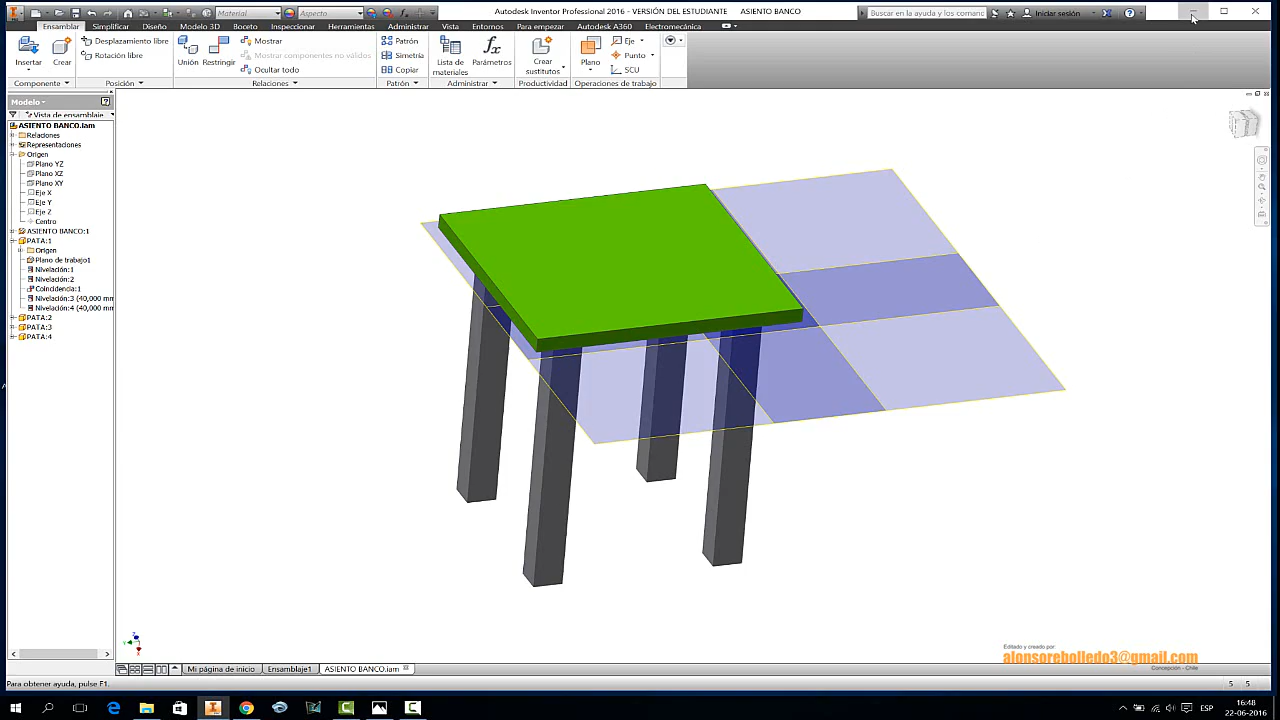 Material
Aspecto
Autodesk Inventor Professional 2016 - VERSIÓN DEL ESTUDIANTE ASIENTO BANCO
Buscar en la ayuda y los comanc
Iniciar sesión
Ensamblar Simplificar Diseño Modelo 3D Boceto Inspeccionar Herramientas Administrar Vista Entornos Para empezar Autodesk A360 Electromecánica
Insertar
Crear
Desplazamiento libre
Rotación libre
Unión
Restringir
Mostrar
Mostrar componentes no válidos
Ocultar todo
Patrón
Simetría
Copiar
Lista de
materiales
fx
Parámetros
Crear
sustitutos
Plano
Eje
Punto
SCU
Componente Posición Relaciones Patrón Administrar Productividad Operaciones de trabajo
Modelo
Vista de ensamblaje
ASIENTO BANCO.iam
Relaciones
Representaciones
Origen
Plano YZ
Plano XZ
Plano XY
Eje X
Eje Y
Eje Z
Centro
ASIENTO BANCO:1
PATA:1
Origen
Plano de trabajo1
Nivelación:1
Nivelación:2
Coincidencia:1
Nivelación:3 (40,000 mm
Nivelación:4 (40,000 mm
PATA:2
PATA:3
PATA:4
Editado y creado por:
alonsorebolledo3@gmail.com
Concepción - Chile
Mi página de inicio Ensamblaje1 ASIENTO BANCO.iam
Para obtener ayuda, pulse F1.
5 5
ESP
16:48
22-06-2016